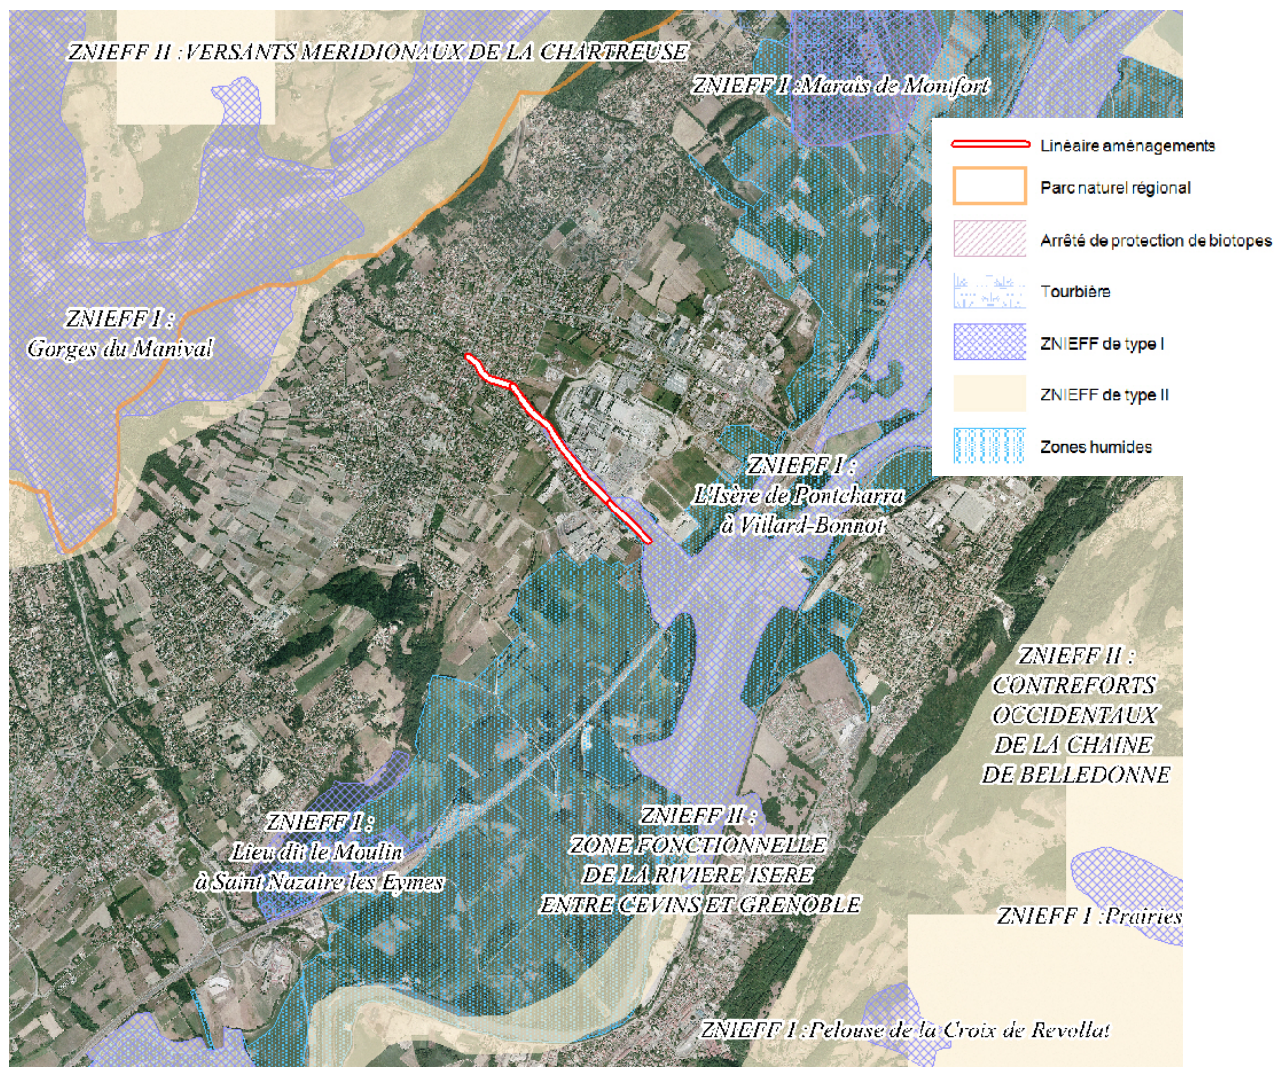 ZNIEFF II : VERSANTS MERIDIONAUX DE LA CHARTREUSE
ZNIEFF I : Marais de Montfort
Linéaire aménagements
Parc naturel régional
Arrêté de protection de biotopes
Tourbière
ZNIEFF de type I
ZNIEFF de type II
Zones humides
ZNIEFF I :
Gorges du Manival
ZNIEFF I :
L'Isère de Pontcharra
à Villard-Bonnot
ZNIEFF II :
CONTREFORTS
OCCIDENTAUX
DE LA CHAINE
DE BELLEDONNE
ZNIEFF I :
Lieu dit le Moulin
à Saint Nazaire les Eymes
ZNIEFF II :
ZONE FONCTIONNELLE
DE LA RIVIERE ISERE
ENTRE CEVINS ET GRENOBLE
ZNIEFF I : Prairies
ZNIEFF I : Pelouse de la Croix de Revollat